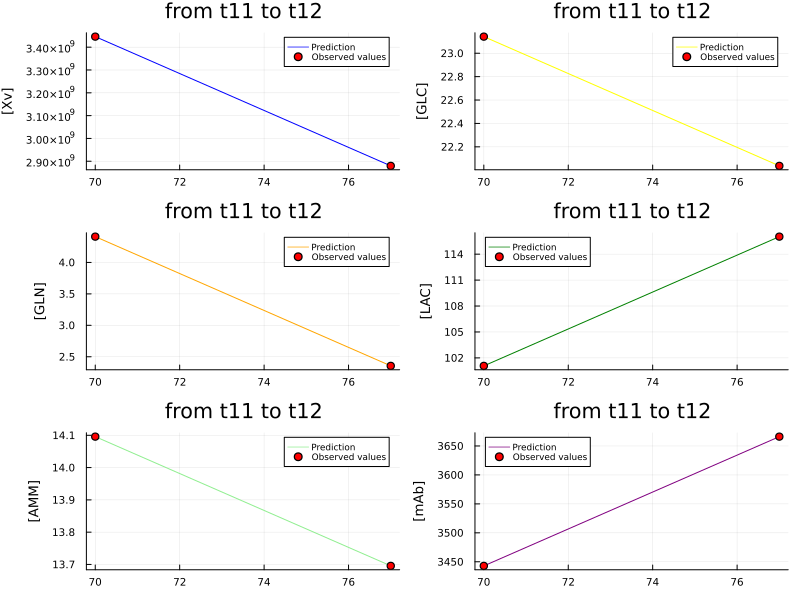 from t11 to t12
[Xv]
3.40×10⁹
3.30×10⁹
3.20×10⁹
3.10×10⁹
3.00×10⁹
2.90×10⁹
Prediction
Observed values
70 72 74 76
from t11 to t12
[GLC]
23.0
22.6
22.4
22.2
22.8
Prediction
Observed values
70 72 74 76
from t11 to t12
[GLN]
4.0
3.5
3.0
2.5
Prediction
Observed values
70 72 74 76
from t11 to t12
[LAC]
114
111
108
105
102
Prediction
Observed values
70 72 74 76
from t11 to t12
[AMM]
14.1
14.0
13.9
13.8
13.7
Prediction
Observed values
70 72 74 76
from t11 to t12
[mAb]
3650
3600
3550
3500
3450
Prediction
Observed values
70 72 74 76